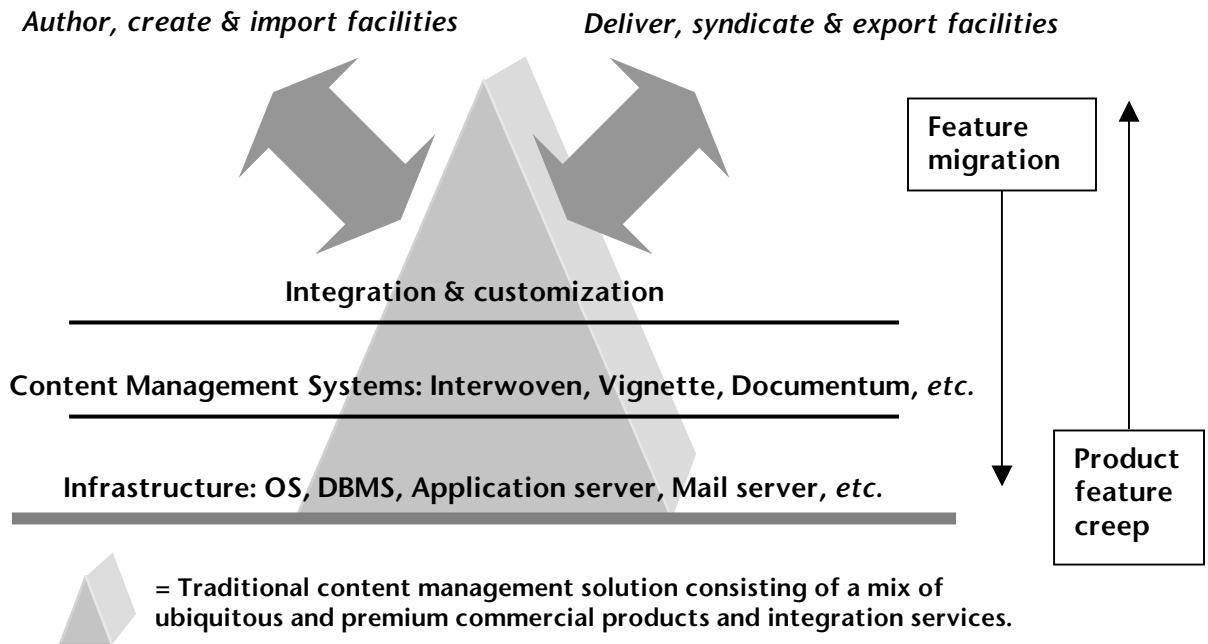 Author, create & import facilities
Deliver, syndicate & export facilities
Feature
migration
Integration & customization
Content Management Systems: Interwoven, Vignette, Documentum, etc.
Infrastructure: OS, DBMS, Application server, Mail server, etc.
Product
feature
creep
= Traditional content management solution consisting of a mix of
ubiquitous and premium commercial products and integration services.